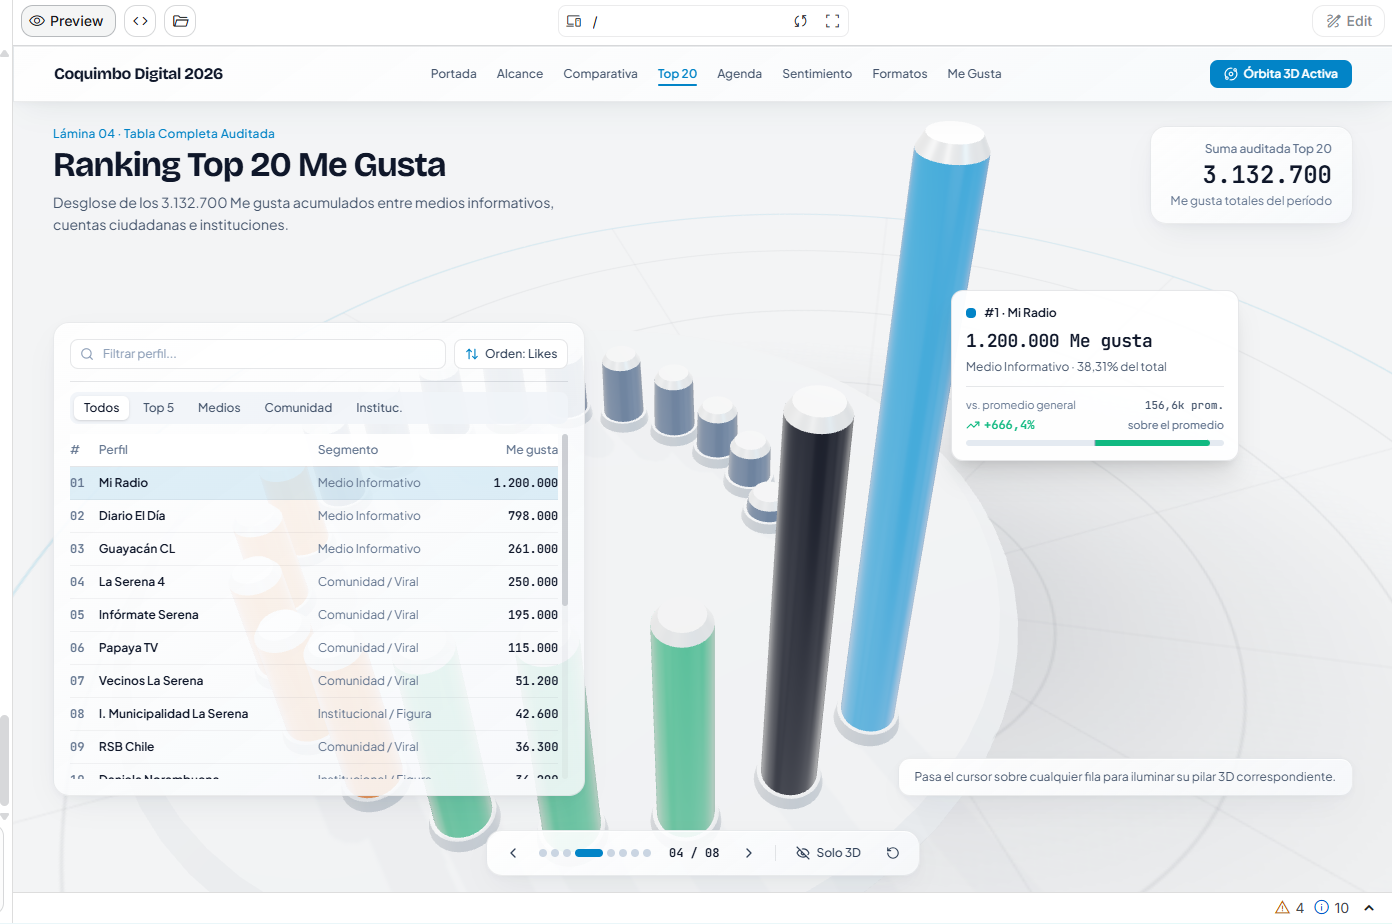 Preview
/
Edit
Coquimbo Digital 2026
Portada Alcance Comparativa Top 20 Agenda Sentimiento Formatos Me Gusta
Órbita 3D Activa
Lámina 04 · Tabla Completa Auditada
Ranking Top 20 Me Gusta
Desglose de los 3.132.700 Me gusta acumulados entre medios informativos,
cuentas ciudadanas e instituciones.
Suma auditada Top 20
3.132.700
Me gusta totales del período
#1 · Mi Radio
1.200.000 Me gusta
Medio Informativo · 38,31% del total
vs. promedio general 156,6k prom.
+666,4% sobre el promedio
Filtrar perfil...
Orden: Likes
Todos Top 5 Medios Comunidad Instituc.
# Perfil Segmento Me gusta
01 Mi Radio Medio Informativo 1.200.000
02 Diario El Día Medio Informativo 798.000
03 Guayacán CL Medio Informativo 261.000
04 La Serena 4 Comunidad / Viral 250.000
05 Infórmate Serena Comunidad / Viral 195.000
06 Papaya TV Comunidad / Viral 115.000
07 Vecinos La Serena Comunidad / Viral 51.200
08 I. Municipalidad La Serena Institucional / Figura 42.600
09 RSB Chile Comunidad / Viral 36.300
10 Institucional / Figura
Pasa el cursor sobre cualquier fila para iluminar su pilar 3D correspondiente.
04 / 08
Solo 3D
4 10